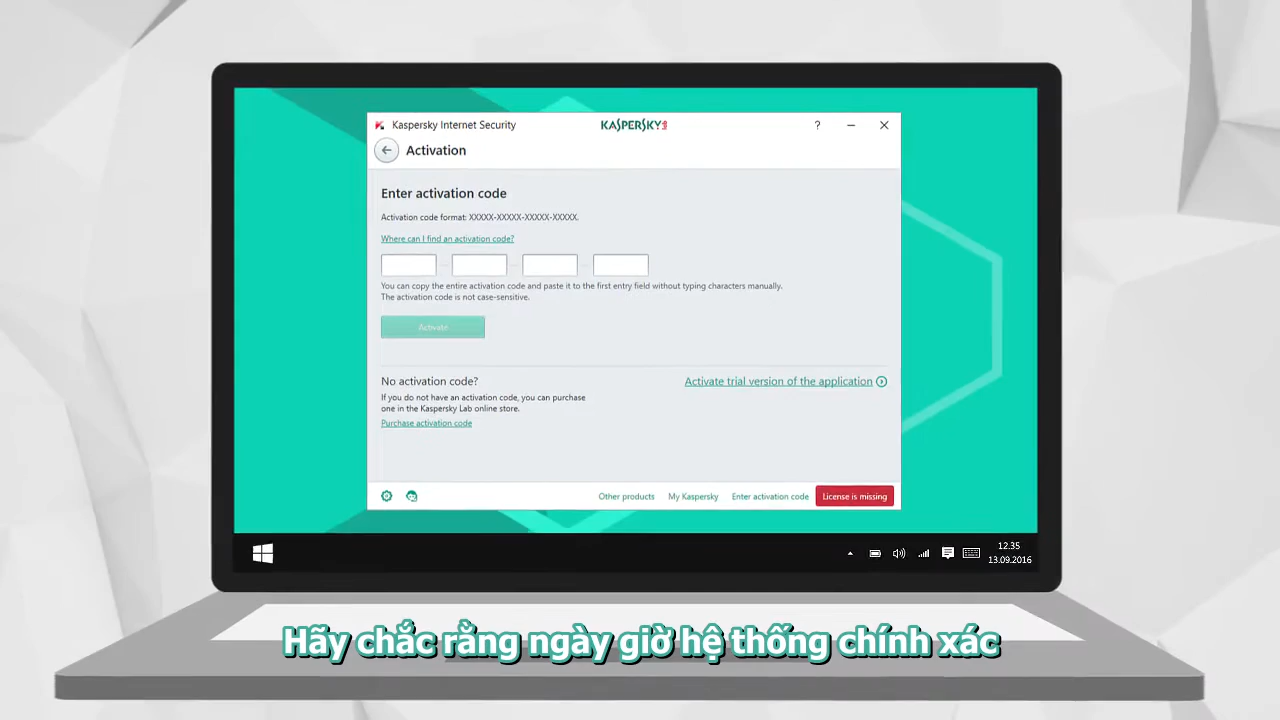 Kaspersky Internet Security
KASPERSKY lab
?
Activation
Enter activation code
Activation code format: XXXXX-XXXXX-XXXXX-XXXXX.
Where can I find an activation code?
You can copy the entire activation code and paste it to the first entry field without typing characters manually.
The activation code is not case-sensitive.
Activate
No activation code?
Activate trial version of the application
If you do not have an activation code, you can purchase
one in the Kaspersky Lab online store.
Purchase activation code
Other products My Kaspersky Enter activation code License is missing
12.35
13.09.2016
Hãy chắc rằng ngày giờ hệ thống chính xác